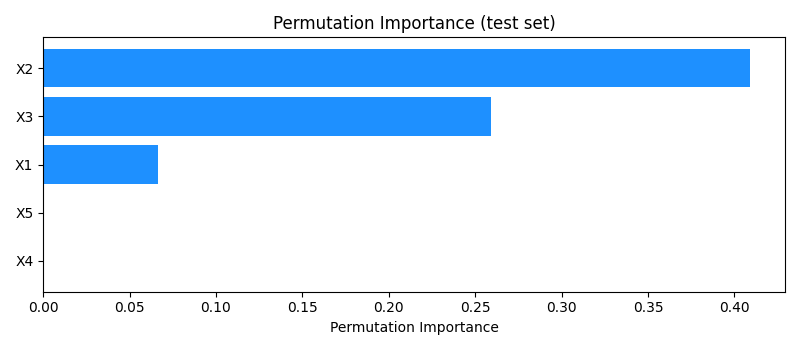 Permutation Importance (test set)
X2
X3
X1
X5
X4
0.00 0.05 0.10 0.15 0.20 0.25 0.30 0.35 0.40
Permutation Importance